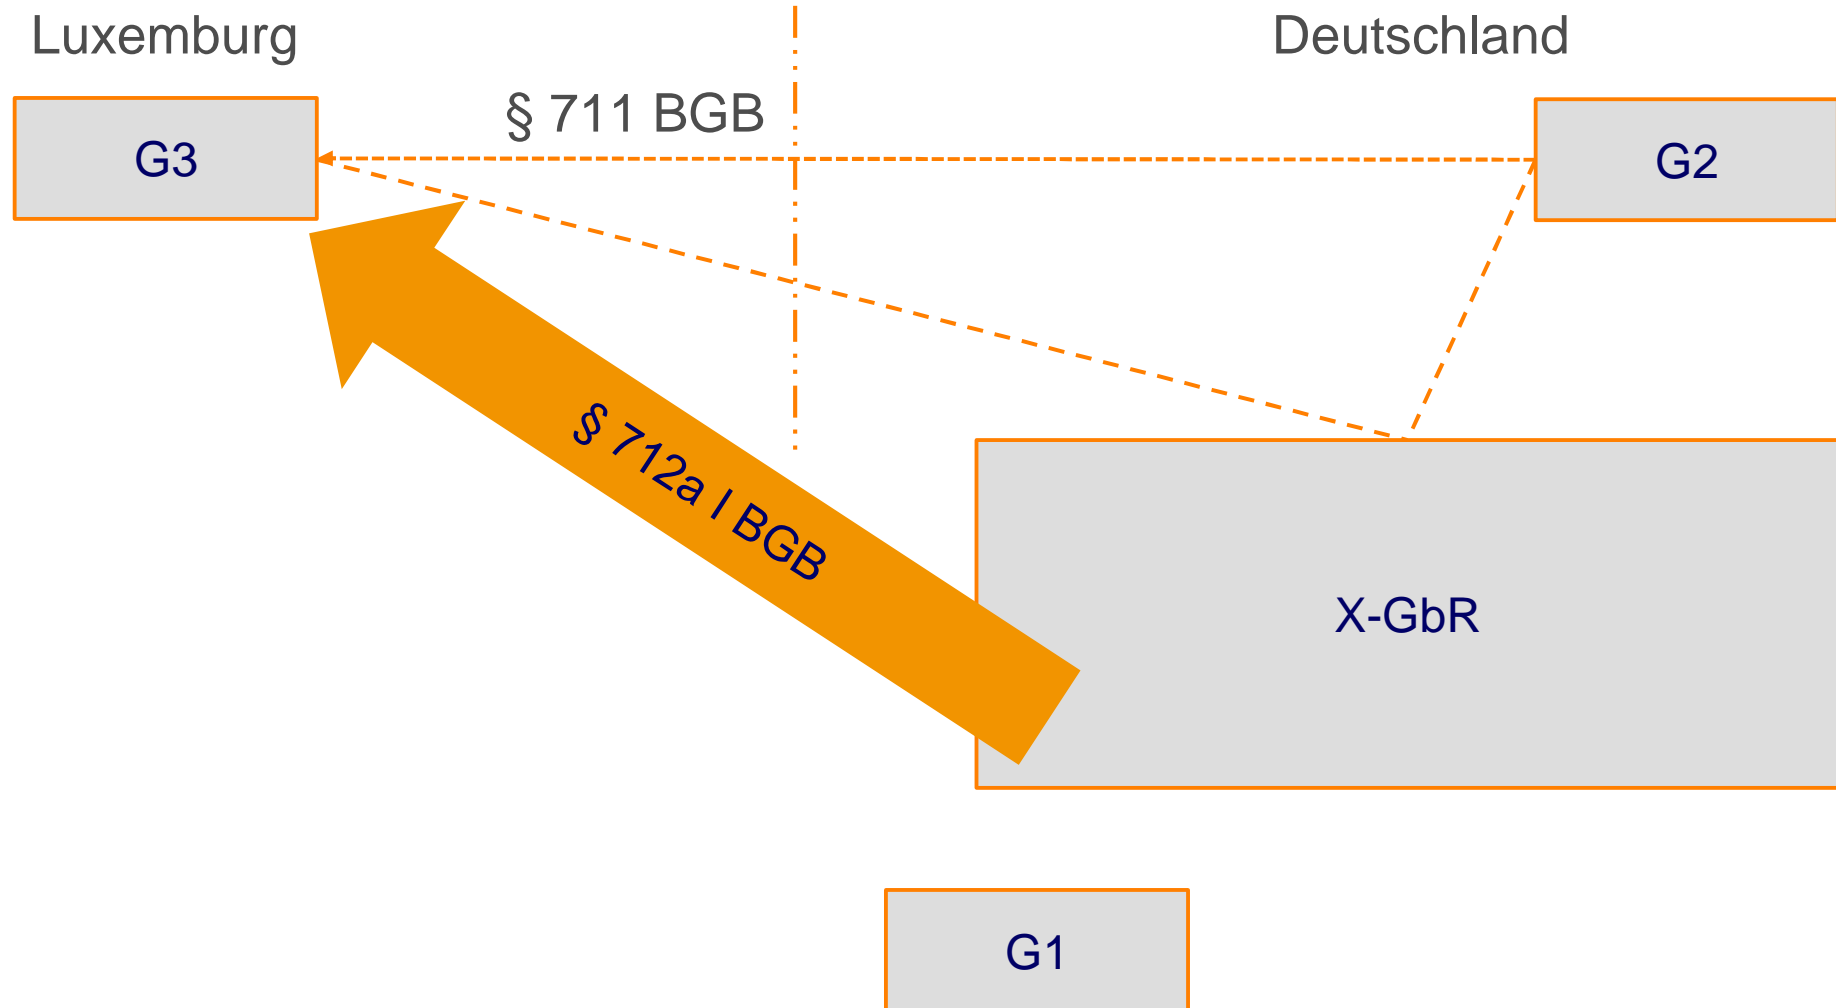 Luxemburg
Deutschland
§ 711 BGB
G3
G2
§ 712a I BGB
X-GbR
G1